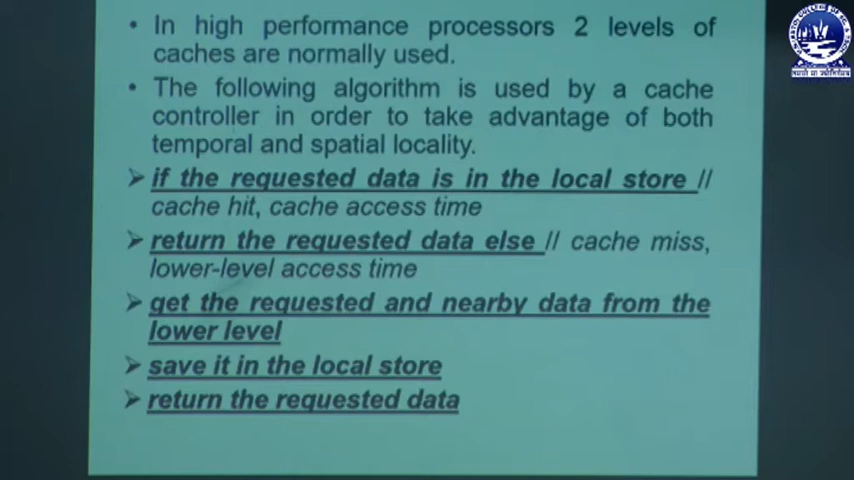 • In high performance processors 2 levels of
caches are normally used.
• The following algorithm is used by a cache
controller in order to take advantage of both
temporal and spatial locality.
➢ if the requested data is in the local store //
cache hit, cache access time
➢ return the requested data else // cache miss,
lower-level access time
➢ get the requested and nearby data from the
lower level
➢ save it in the local store
➢ return the requested data